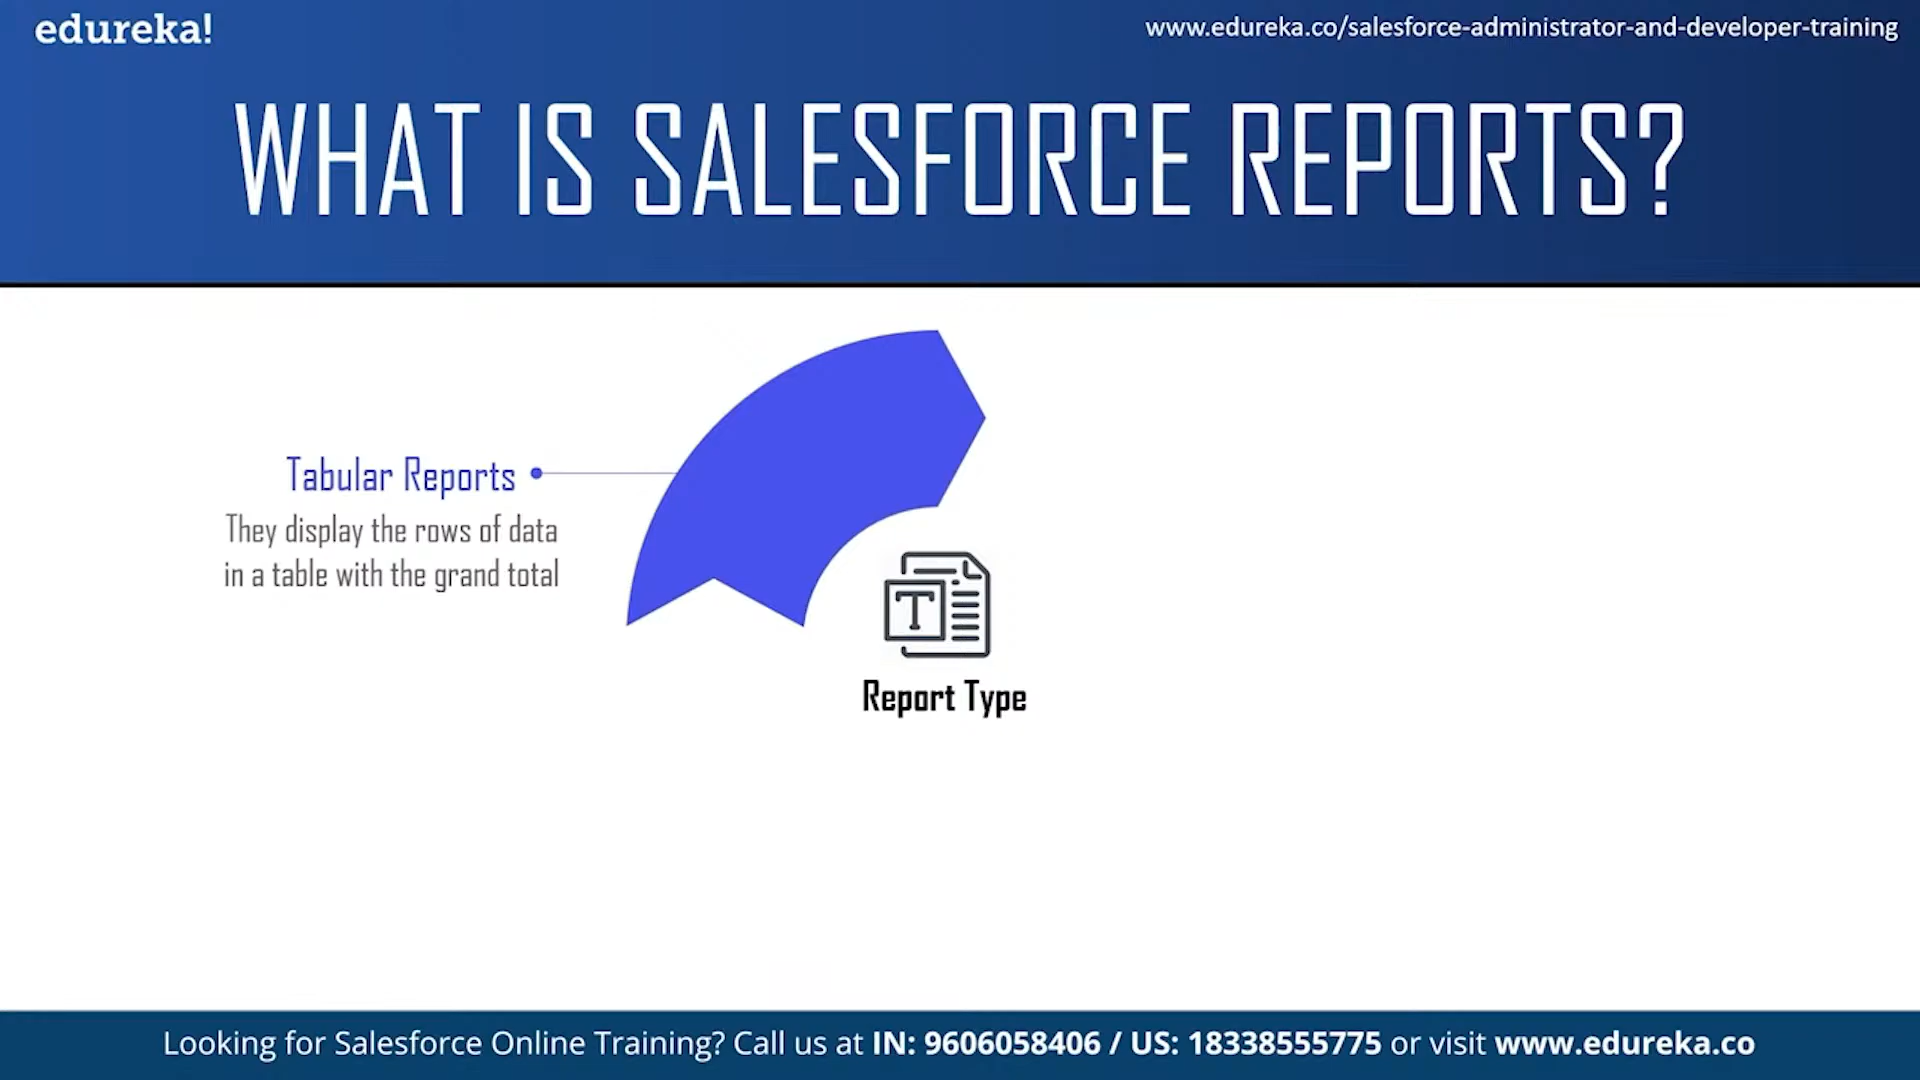 edureka!
www.edureka.co/salesforce-administrator-and-developer-training
WHAT IS SALESFORCE REPORTS?
Tabular Reports
They display the rows of data
in a table with the grand total
T
Report Type
Looking for Salesforce Online Training? Call us at IN: 9606058406 / US: 18338555775 or visit www.edureka.co